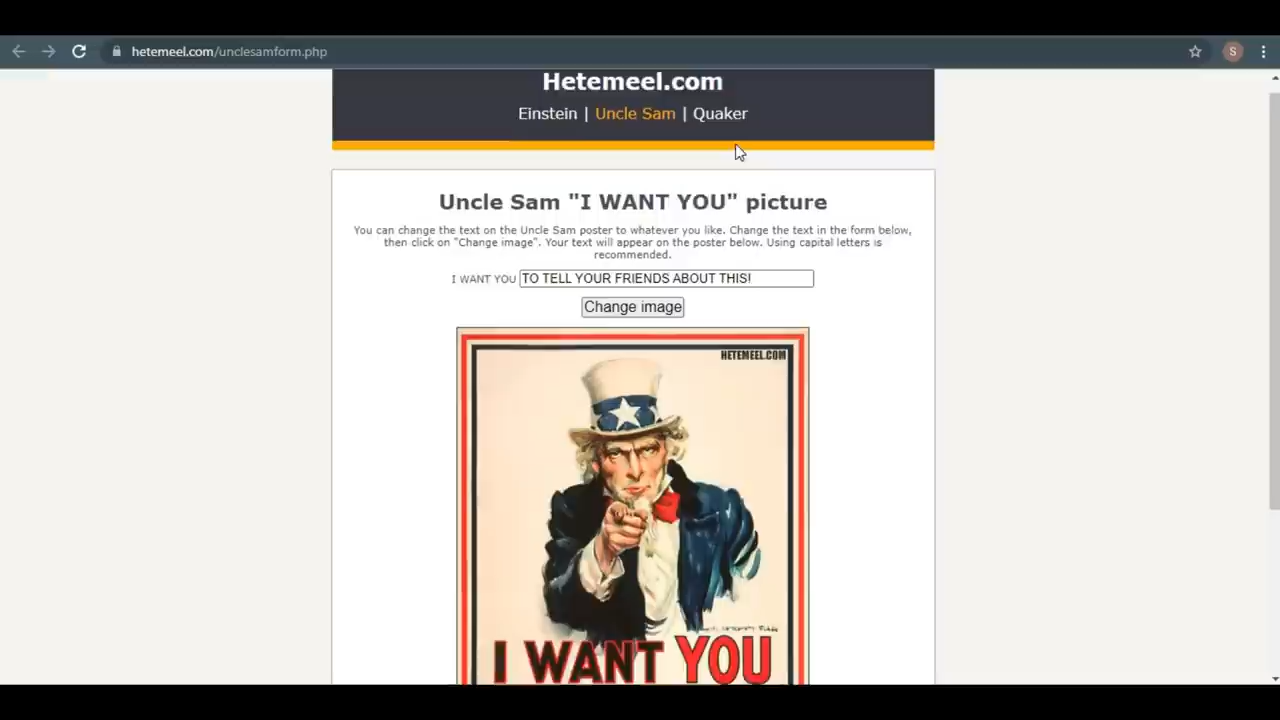 hetemeel.com/unclesamform.php
S
Hetemeel.com
Einstein | Uncle Sam | Quaker
Uncle Sam "I WANT YOU" picture
You can change the text on the Uncle Sam poster to whatever you like. Change the text in the form below,
then click on "Change image". Your text will appear on the poster below. Using capital letters is
recommended.
I WANT YOU TO TELL YOUR FRIENDS ABOUT THIS!
Change image
HETEMEEL.COM
I WANT YOU